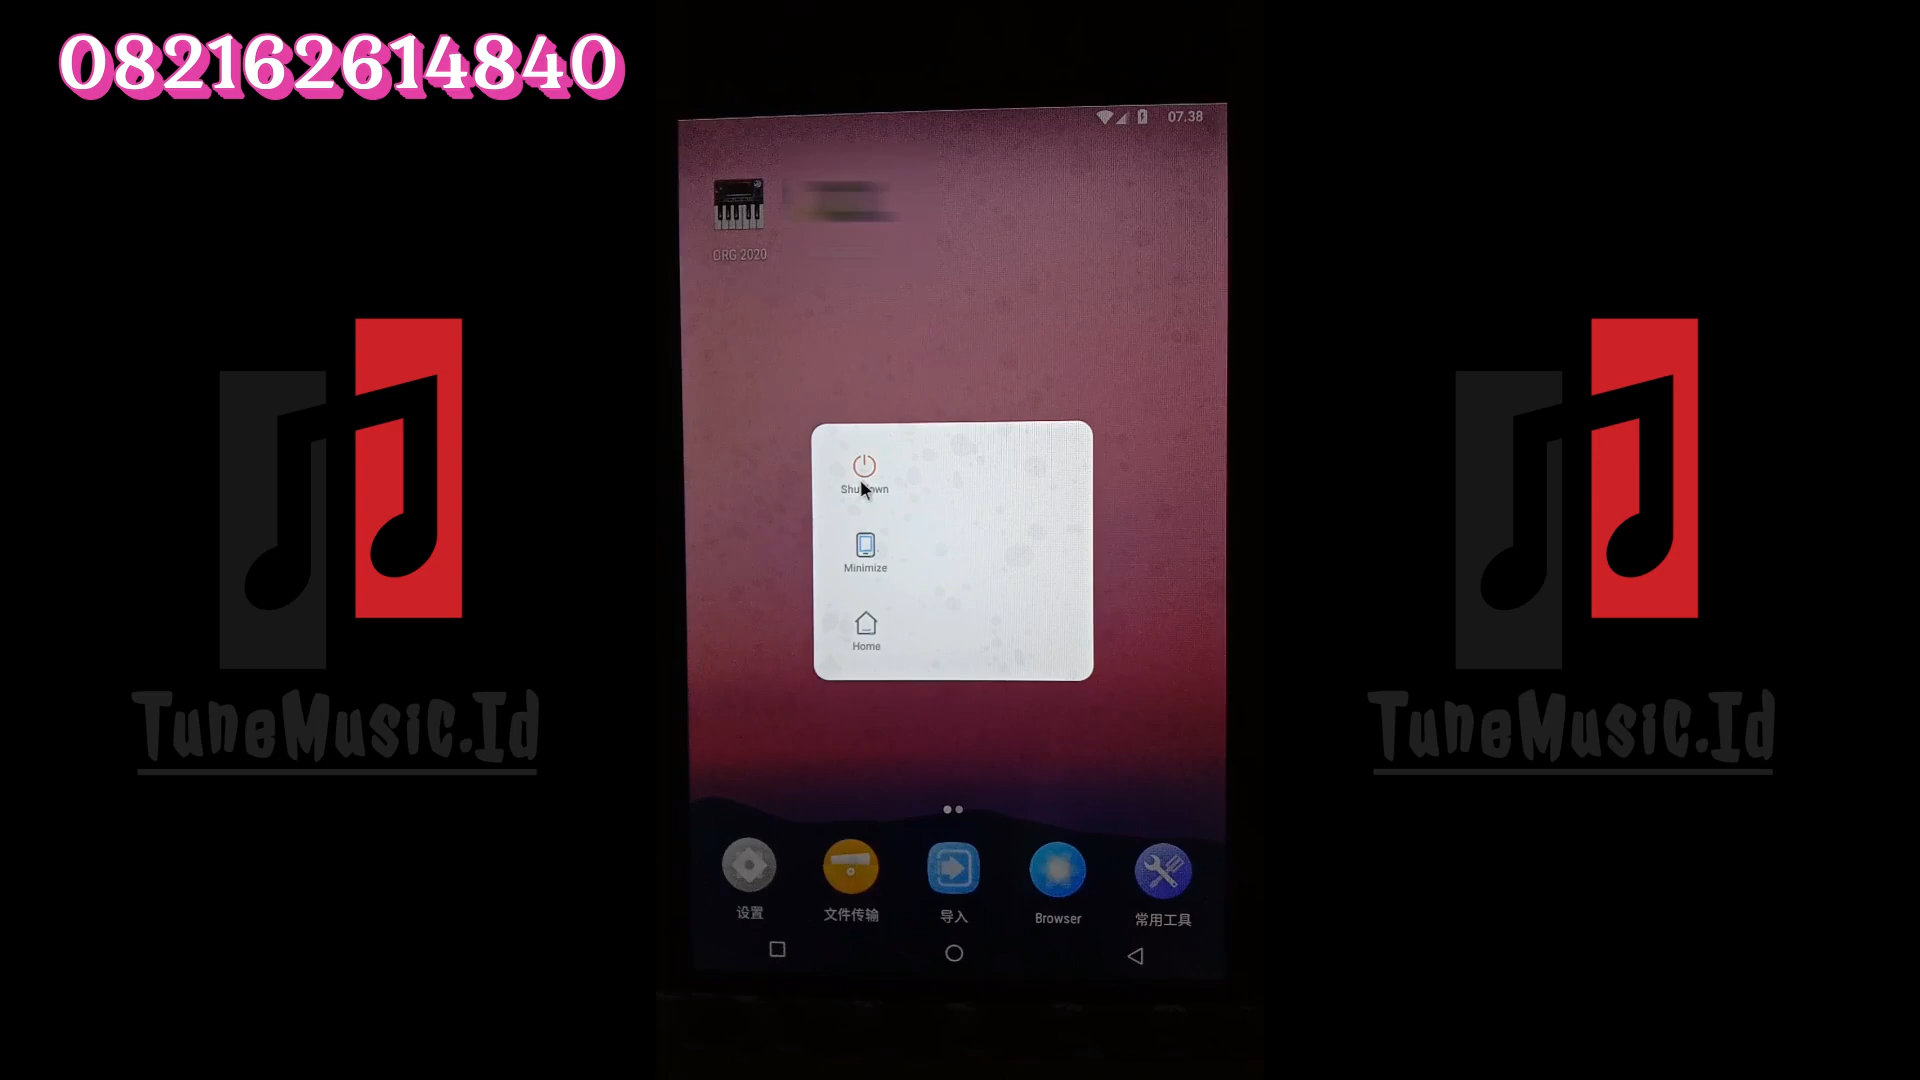 082162614840
07.38
ORG 2020
Shutdown
Minimize
Home
TuneMusic.Id
TuneMusic.Id
设置
文件传输
导入
Browser
常用工具